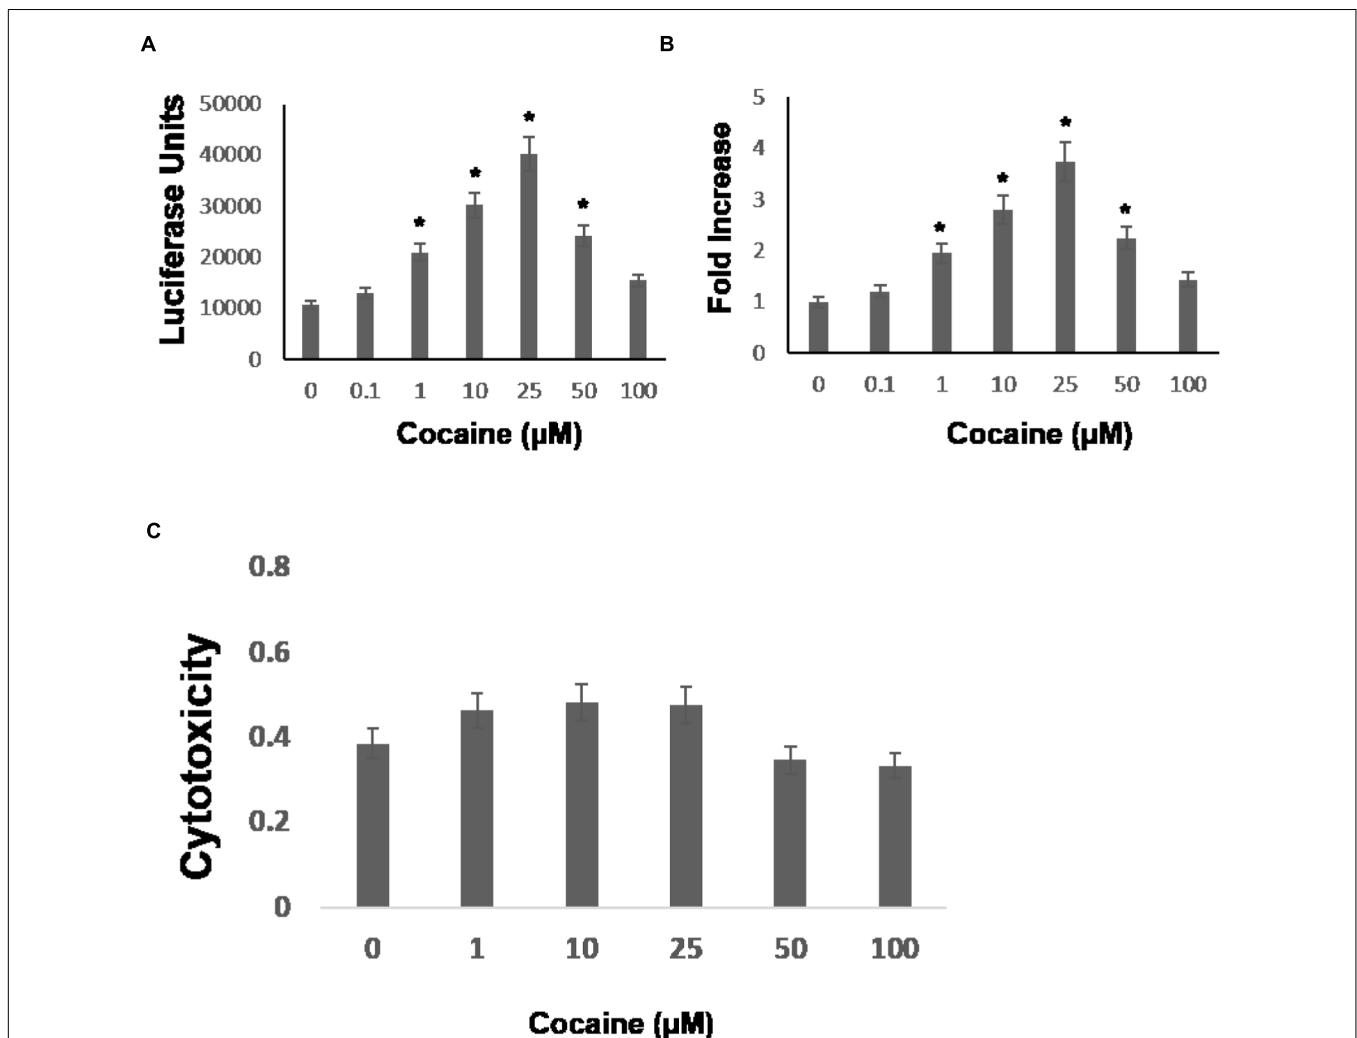 A
Luciferase Units
50000
40000
30000
20000
10000
0
*
*
*
*
0 0.1 1 10 25 50 100
Cocaine (µM)
B
Fold Increase
5
4
3
2
1
0
*
*
*
*
0 0.1 1 10 25 50 100
Cocaine (µM)
C
Cytotoxicity
0.8
0.6
0.4
0.2
0
0 1 10 25 50 100
Cocaine (µM)